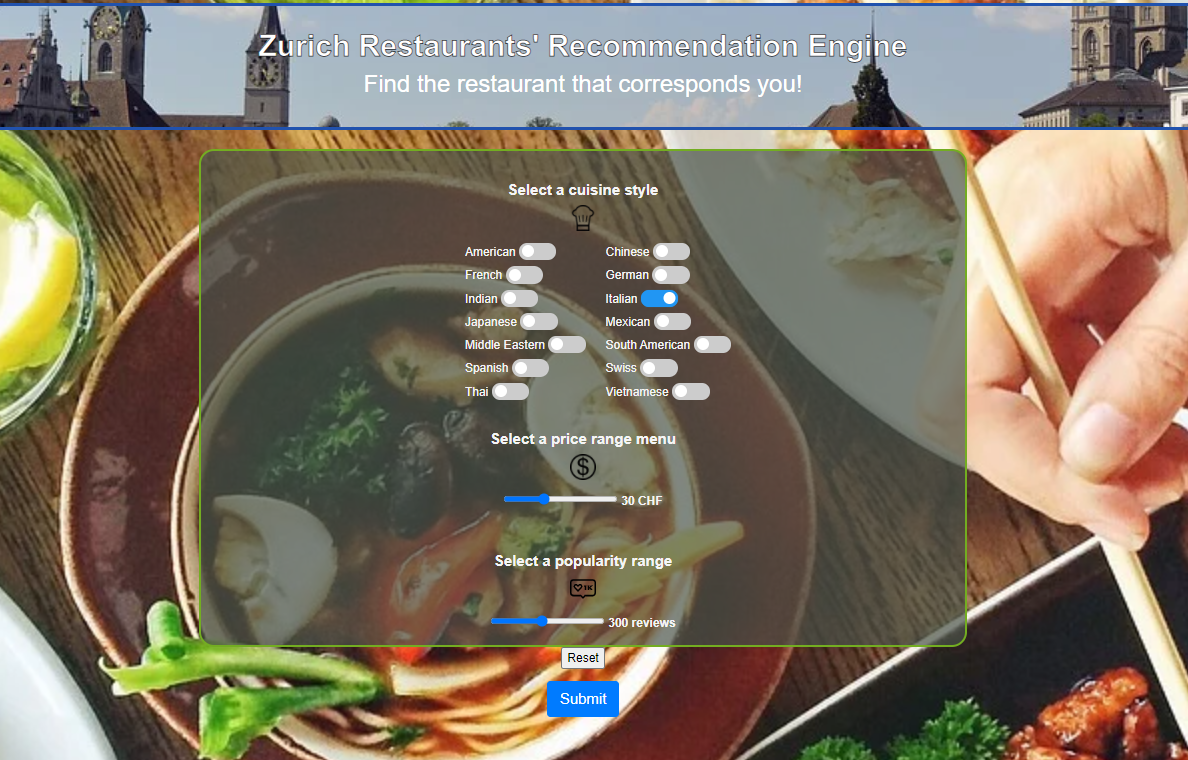 Zurich Restaurants' Recommendation Engine
Find the restaurant that corresponds you!
Select a cuisine style
American Chinese
French German
Indian Italian
Japanese Mexican
Middle Eastern South American
Spanish Swiss
Thai Vietnamese
Select a price range menu
$
30 CHF
Select a popularity range
1K
300 reviews
Reset
Submit